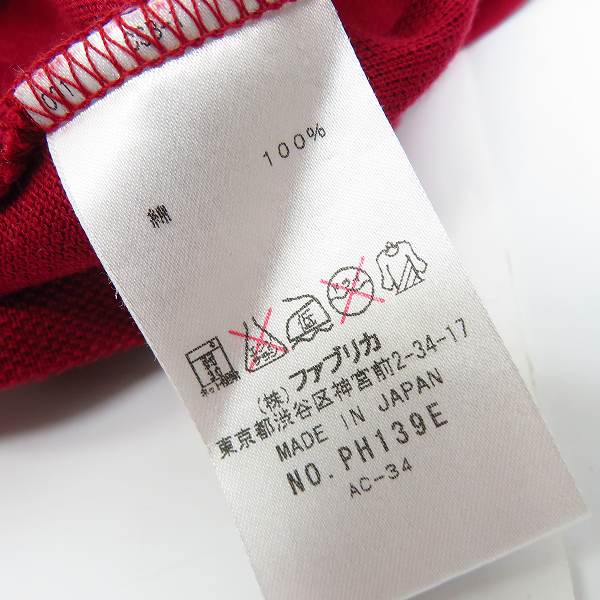 綿 100%
低
(株)ファブリカ
東京都渋谷区神宮前2-34-17
MADE IN JAPAN
NO. PH139E
AC-34